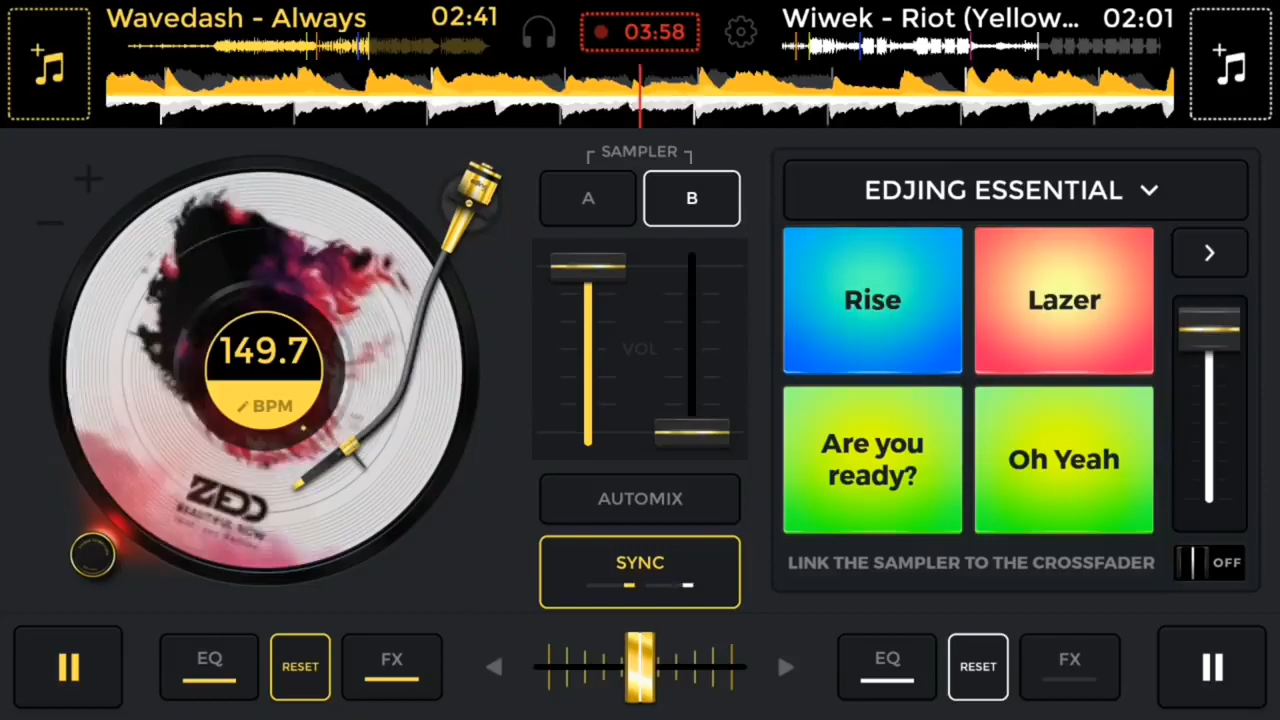 Wavedash - Always
02:41
03:58
Wiwek - Riot (Yellow...
02:01
SAMPLER
A
B
EDJING ESSENTIAL
Rise
Lazer
149.7
BPM
VOL
Are you
ready?
Oh Yeah
ZEDD
BEAUTIFUL NOW
AUTOMIX
SYNC
LINK THE SAMPLER TO THE CROSSFADER
OFF
EQ
RESET
FX
EQ
RESET
FX